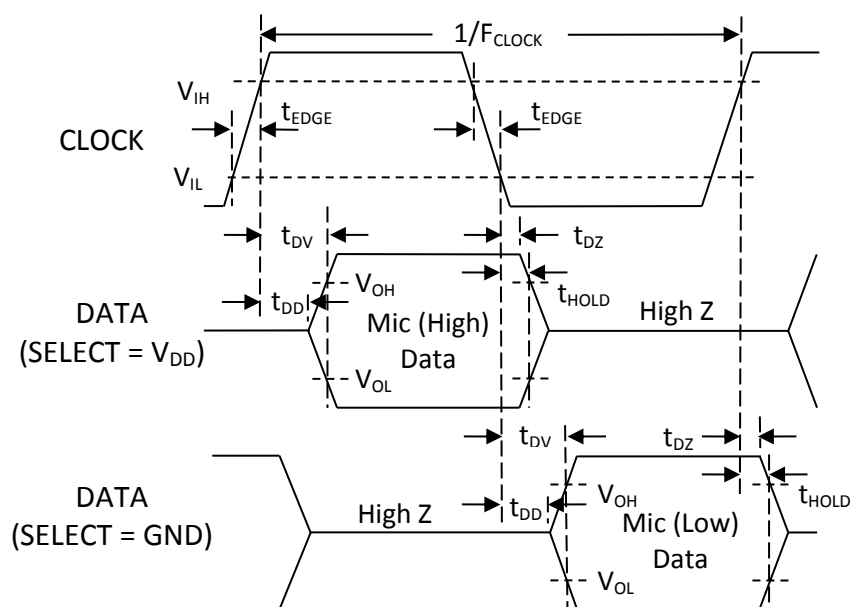 1/FCLOCK
VIH
tEDGE
tEDGE
CLOCK
VIL
tDV
tDZ
VOH
tDD
tHOLD
DATA
(SELECT = VDD)
Mic (High)
Data
High Z
VOL
tDV
tDZ
DATA
(SELECT = GND)
High Z
tDD
VOH
tHOLD
Mic (Low)
Data
VOL